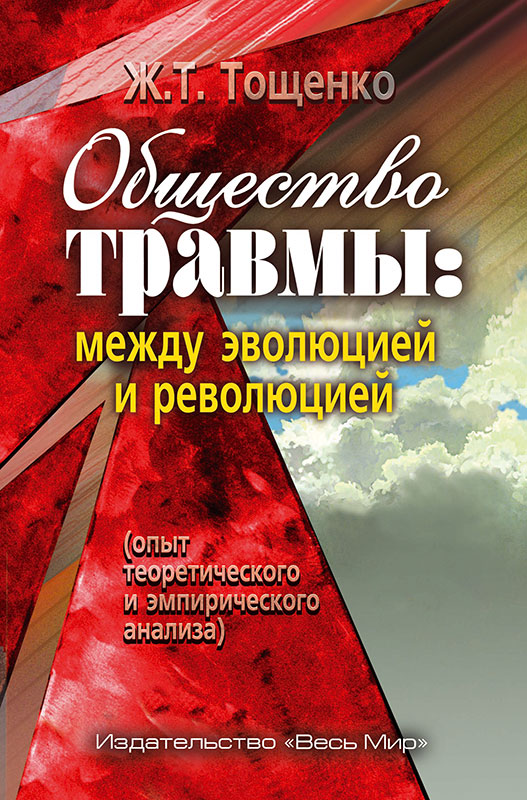 Ж.Т. Тощенко
Общество
травмы:
между эволюцией
и революцией
(опыт
теоретического
и эмпирического
анализа)
Издательство «Весь Мир»